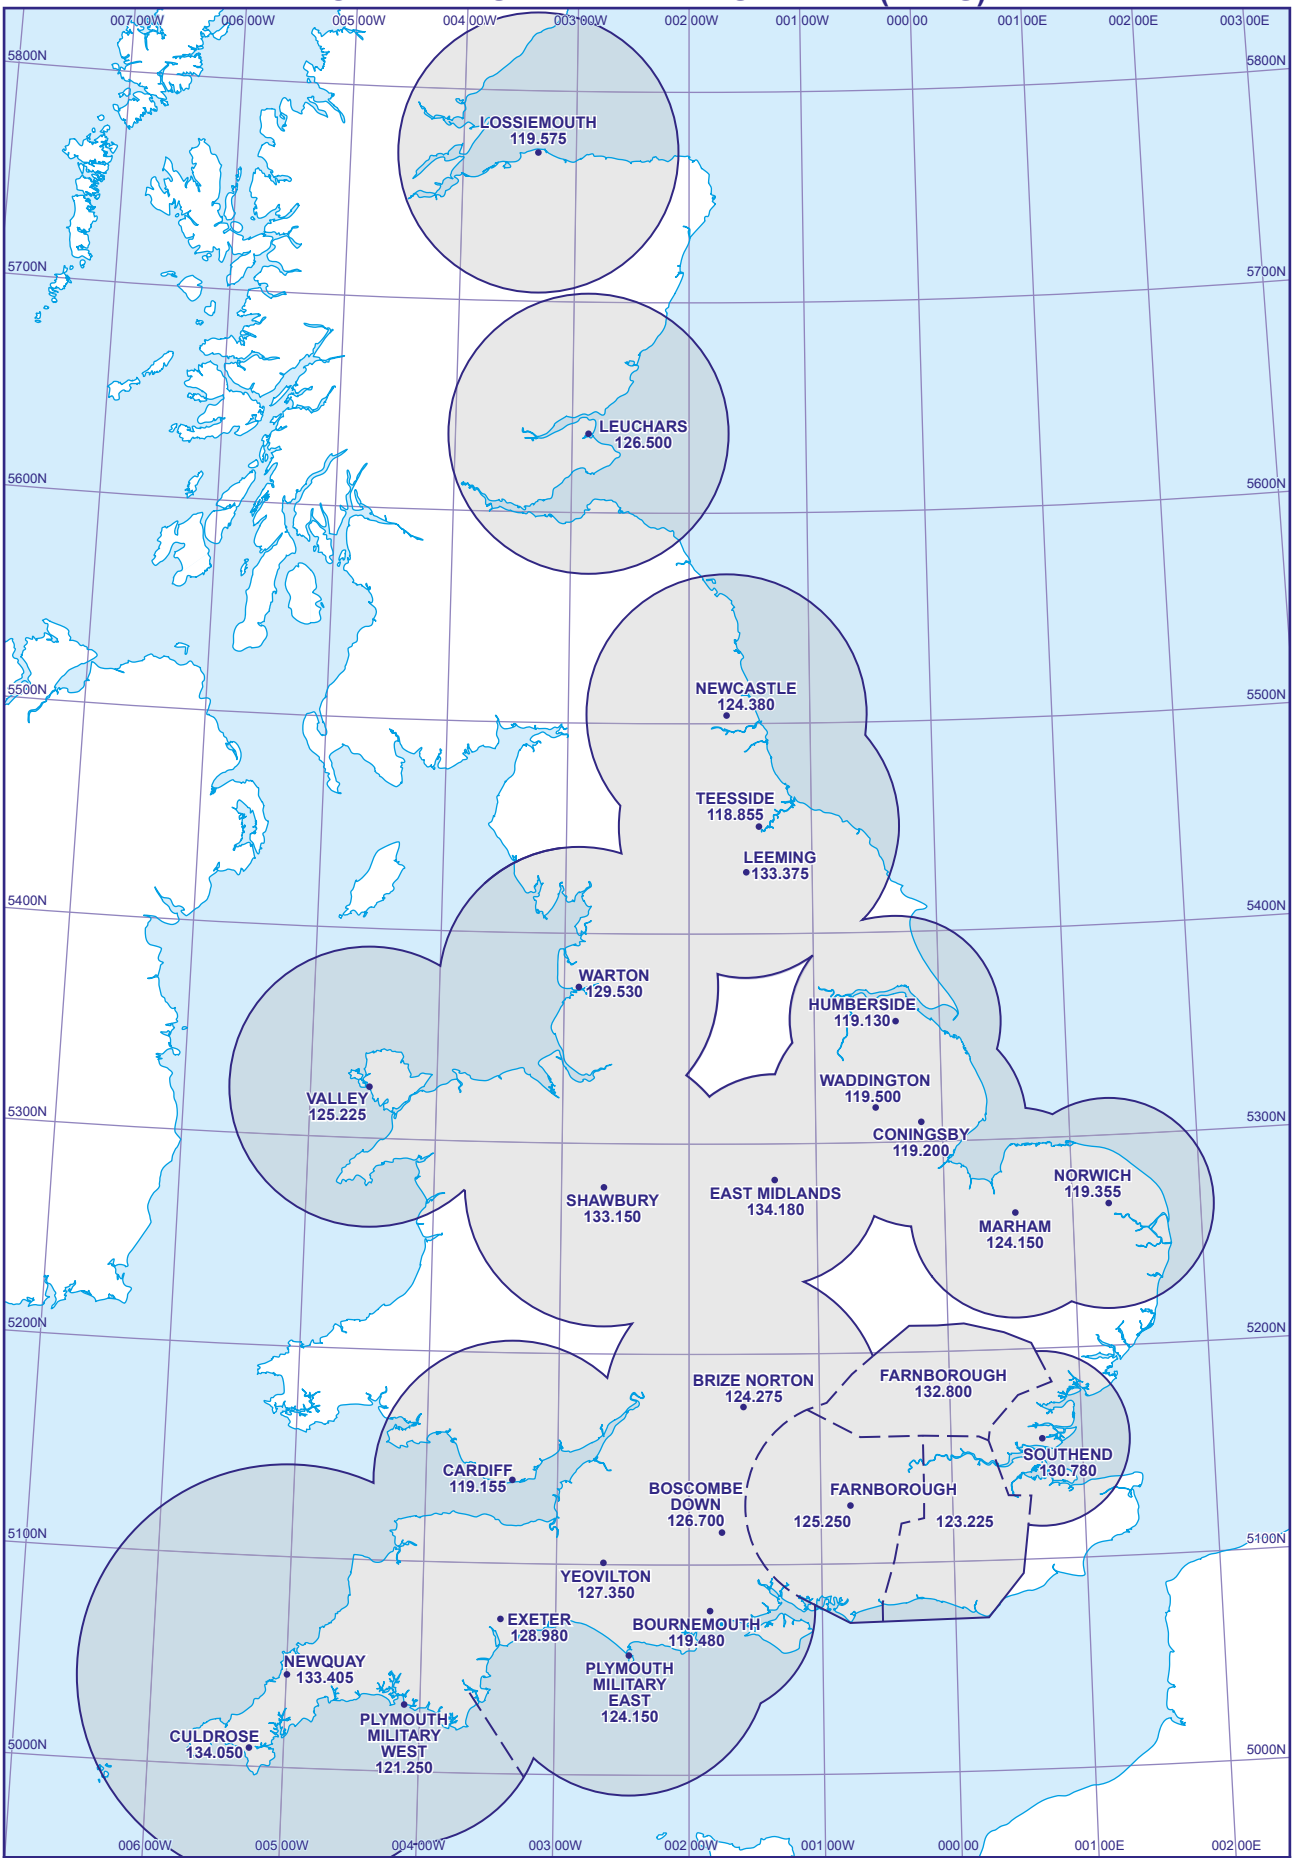 007 00W 006 00W 005 00W 004 00W 003 00W 002 00W 001 00W 000 00 001 00E 002 00E 003 00E
5800N 5800N
LOSSIEMOUTH
119.575
5700N 5700N
LEUCHARS
126.500
5600N 5600N
NEWCASTLE
124.380
5500N 5500N
TEESSIDE
118.855
LEEMING
133.375
5400N 5400N
WARTON
129.530
HUMBERSIDE
119.130
WADDINGTON
119.500
VALLEY
125.225
5300N 5300N
CONINGSBY
119.200
NORWICH
119.355
SHAWBURY
133.150
EAST MIDLANDS
134.180
MARHAM
124.150
5200N 5200N
BRIZE NORTON
124.275
FARNBOROUGH
132.800
SOUTHEND
130.780
CARDIFF
119.155
BOSCOMBE
DOWN
126.700
FARNBOROUGH
125.250 123.225
5100N 5100N
YEOVILTON
127.350
EXETER
128.980
BOURNEMOUTH
119.480
NEWQUAY
133.405
PLYMOUTH
MILITARY
EAST
124.150
CULDROSE
134.050
PLYMOUTH
MILITARY
WEST
121.250
5000N 5000N
006 00W 005 00W 004 00W 003 00W 002 00W 001 00W 000 00 001 00E 002 00E